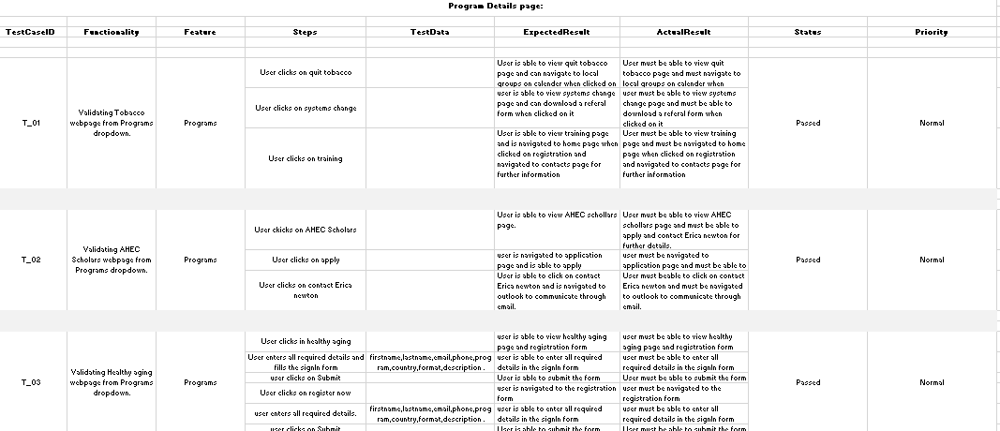 Program Details page:
TestCaseID Functionality Feature Steps TestData ExpectedResult ActualResult Status Priority
T_01
Validating Tobacco
webpage from Programs
dropdown.
Programs
User clicks on quit tobacco
User is able to view quit tobacco
page and can navigate to local
groups on calender when clicked on
User must be able to view quit
tobacco page and must navigate to
local groups on calender when
User clicks on systems change
user is able to view systems change
page and can download a referal
form when clicked on it
user must be able to view systems
change page and must be able to
download a referal form when
clicked on it
User clicks on training
User is able to view training page
and is navigated to home page when
clicked on registration and
navigated to contacts page for
further information
User must be able to view training
page and must be navigated to home
page when clicked on registration
and navigated to contacts page for
further information
Passed
Normal
T_02
Validating AHEC
Scholars webpage from
Programs dropdown.
Programs
User ckicks on AHEC Scholars
User is able to view AHEC schollars
page.
User must be able to view AHEC
schollars page and must be able to
apply and contact Erica newton for
further details.
User clicks on apply
user is navigated to application
page and is able to apply
user must be navigated to
application page and must be able to
User clicks on contact Erica
newton
User is able to click on contact
Erica newton and is navigated to
outlook to communicate through
email.
User must beable to click on contact
Erica newton and must be navigated
to outlook to communicate through
email.
Passed
Normal
T_03
Validating Healthy aging
webpage from Programs
dropdown.
Programs
User clicks in healthy aging
user is able to view healthy aging
page and registration form
user must be able to view healthy
aging page and registration form
User enters all required details and
fills the signIn form
firstname,lastname,email,phone,prog
ram,country,format,description .
user is able to enter all required
details in the signIn form
user must be able to enter all
required details in the signIn form
user clicks on Submit
User is able to submit the form
User must be able to submit the form
User clicks on register now
user is navigated to the registration
form
user must be navigated to the
registration form
user enters all required details.
firstname,lastname,email,phone,prog
ram,country,format,description .
user is able to enter all required
details in the signIn form
user must be able to enter all
required details in the signIn form
user clicks on Submit
User is able to submit the form
User must be able to submit the form
Passed
Normal